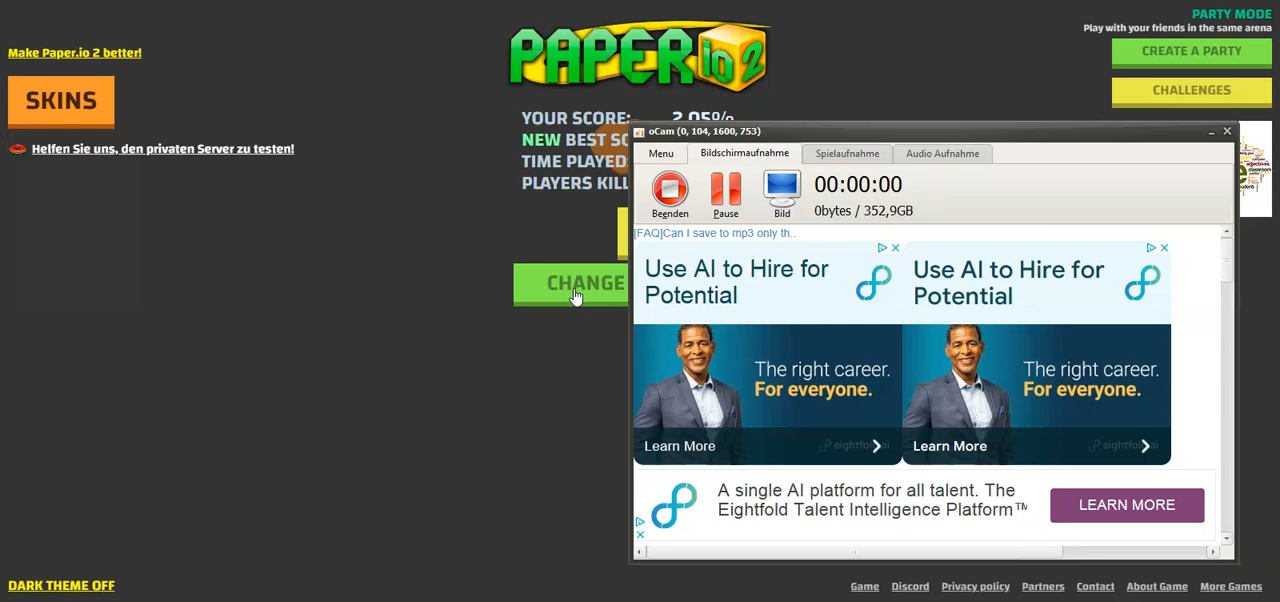 Make Paper.io 2 better!
SKINS
Helfen Sie uns, den privaten Server zu testen!
PAPER io 2
YOUR SCORE: 2.05%
NEW BEST SC
TIME PLAYED
PLAYERS KILL
CHANGE
PARTY MODE
Play with your friends in the same arena
CREATE A PARTY
CHALLENGES
oCam (0, 104, 1600, 753)
Menu Bildschirmaufnahme Spielaufnahme Audio Aufnahme
00:00:00
0bytes / 352,9GB
Begnden Pause Bild
[FAQ]Can I save to mp3 only th..
Use AI to Hire for
Potential
The right career.
For everyone.
Learn More
eightfold.ai
Use AI to Hire for
Potential
The right career.
For everyone.
Learn More
A single AI platform for all talent. The
Eightfold Talent Intelligence Platform™
LEARN MORE
DARK THEME OFF
Game Discord Privacy policy Partners Contact About Game More Games